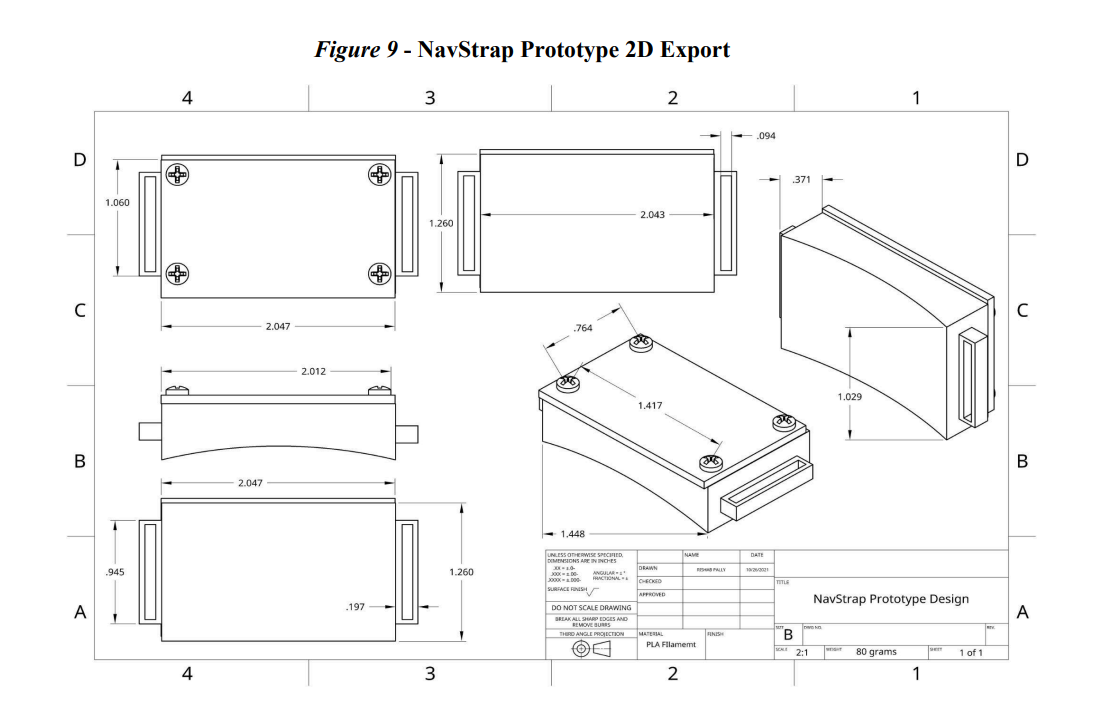 Figure 9 - NavStrap Prototype 2D Export
4 3 2 1
D D
.094
.371
1.060
1.260
2.043
C C
2.047
.764
2.012
1.417
1.029
B B
2.047
1.448
.945
1.260
.197
A A
UNLESS OTHERWISE SPECIFIED,
DIMENSIONS ARE IN INCHES
.XX = ±.0-
.XXX = ±.00-
.XXXX = ±.000-
ANGULAR = ± °
FRACTIONAL = ±
SURFACE FINISH
DO NOT SCALE DRAWING
BREAK ALL SHARP EDGES AND
REMOVE BURRS
THIRD ANGLE PROJECTION
NAME DATE
DRAWN 10/26/2021
CHECKED
APPROVED
MATERIAL
PLA FIlamemt
FINISH
TITLE
NavStrap Prototype Design
SIZE
B
DWG NO.
REV.
SCALE 2:1
WEIGHT 80 grams
SHEET 1 of 1
4 3 2 1